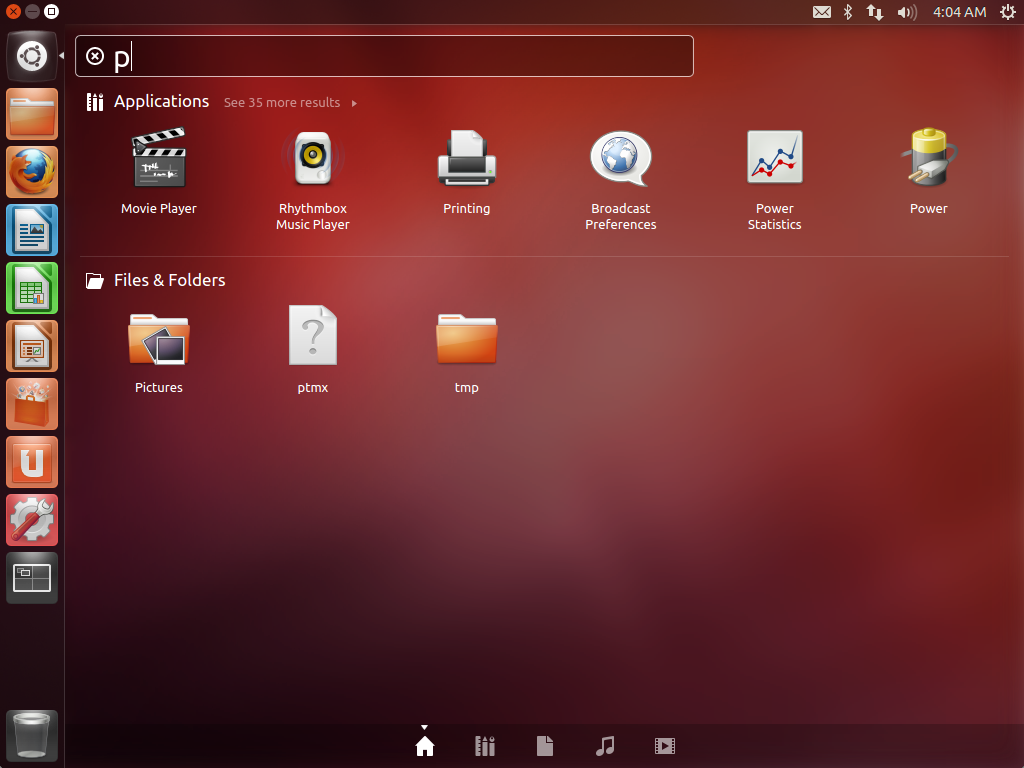 4:04 AM
p
Applications See 35 more results
Movie Player
Rhythmbox
Music Player
Printing
Broadcast
Preferences
Power
Statistics
Power
Files & Folders
Pictures
ptmx
tmp